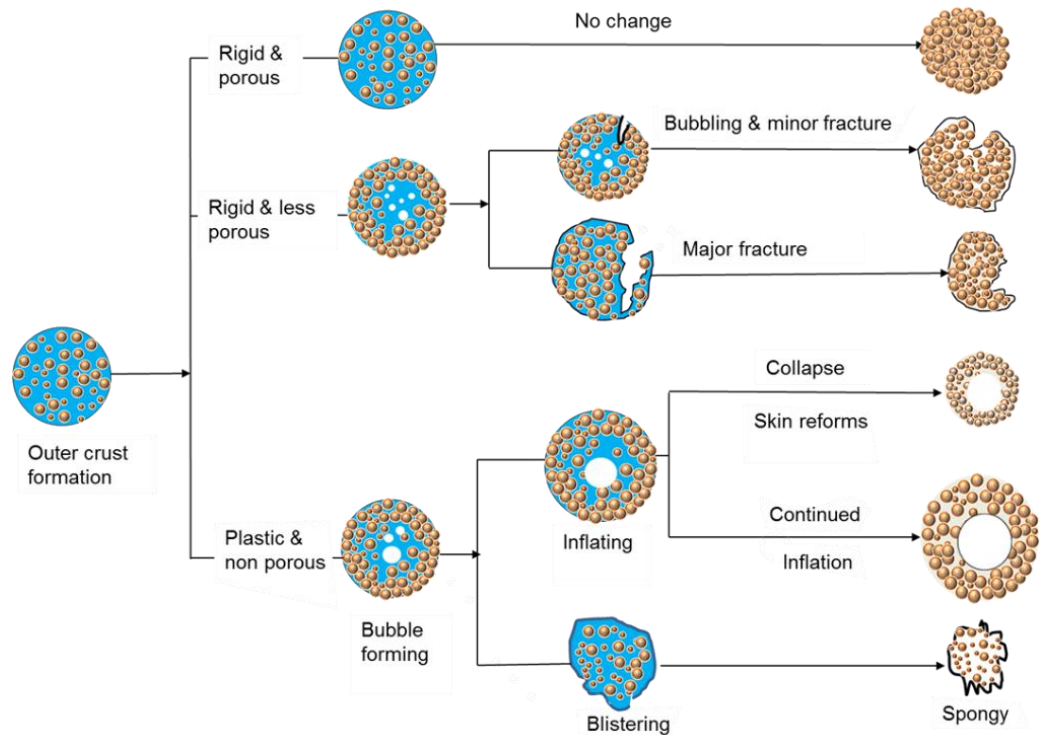 No change
Rigid &
porous
Bubbling & minor fracture
Rigid & less
porous
Major fracture
Collapse
Skin reforms
Outer crust
formation
Continued
Inflation
Plastic &
non porous
Inflating
Bubble
forming
Blistering
Spongy